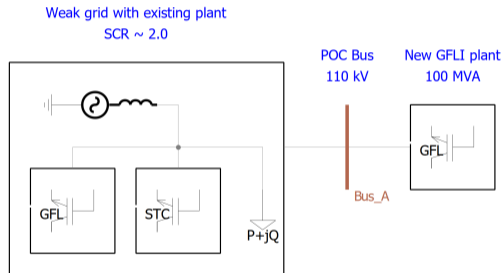 Weak grid with existing plant
SCR ~ 2.0
POC Bus
110 kV
New GFLI plant
100 MVA
GFL
STC
P+jQ
Bus_A
GFL